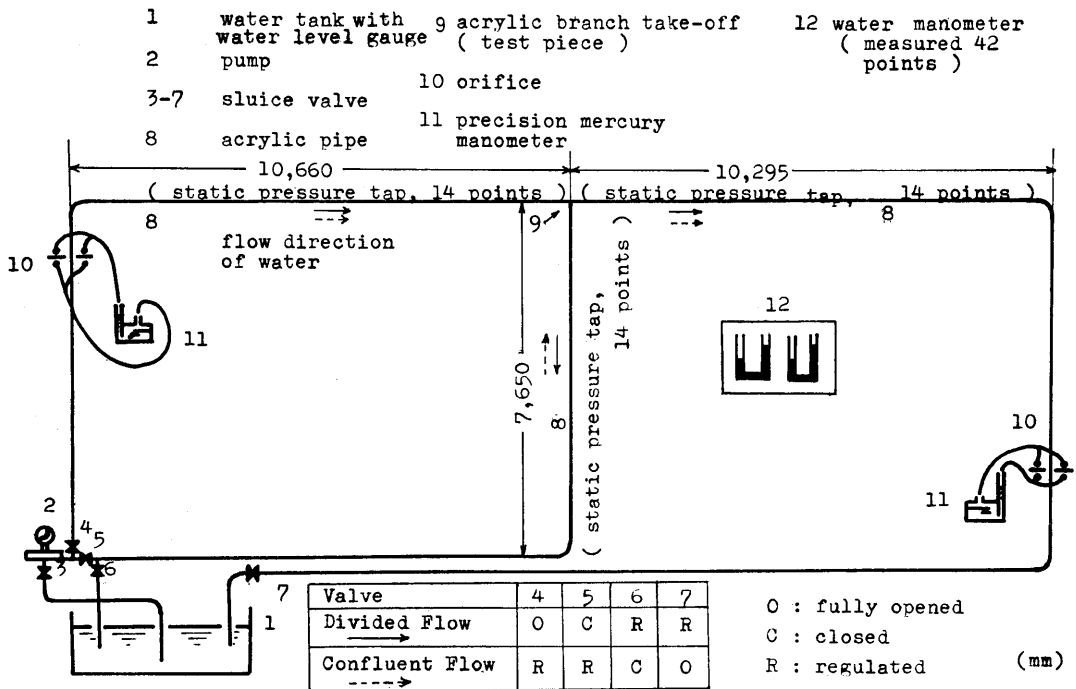 1 water tank with water level gauge
2 pump
3-7 sluice valve
8 acrylic pipe
9 acrylic branch take-off
( test piece )
10 orifice
11 precision mercury manometer
12 water manometer
( measured 42 points )
10,660
10,295
( static pressure tap, 14 points )
( static pressure tap, 14 points )
8
9
8
flow direction
of water
10
11
7,650
8
( static pressure tap,
14 points )
12
10
11
2
4
5
3
6
7
1
Valve 4 5 6 7
Divided Flow O C R R
Confluent Flow R R C O
O : fully opened
C : closed
R : regulated
(mm)